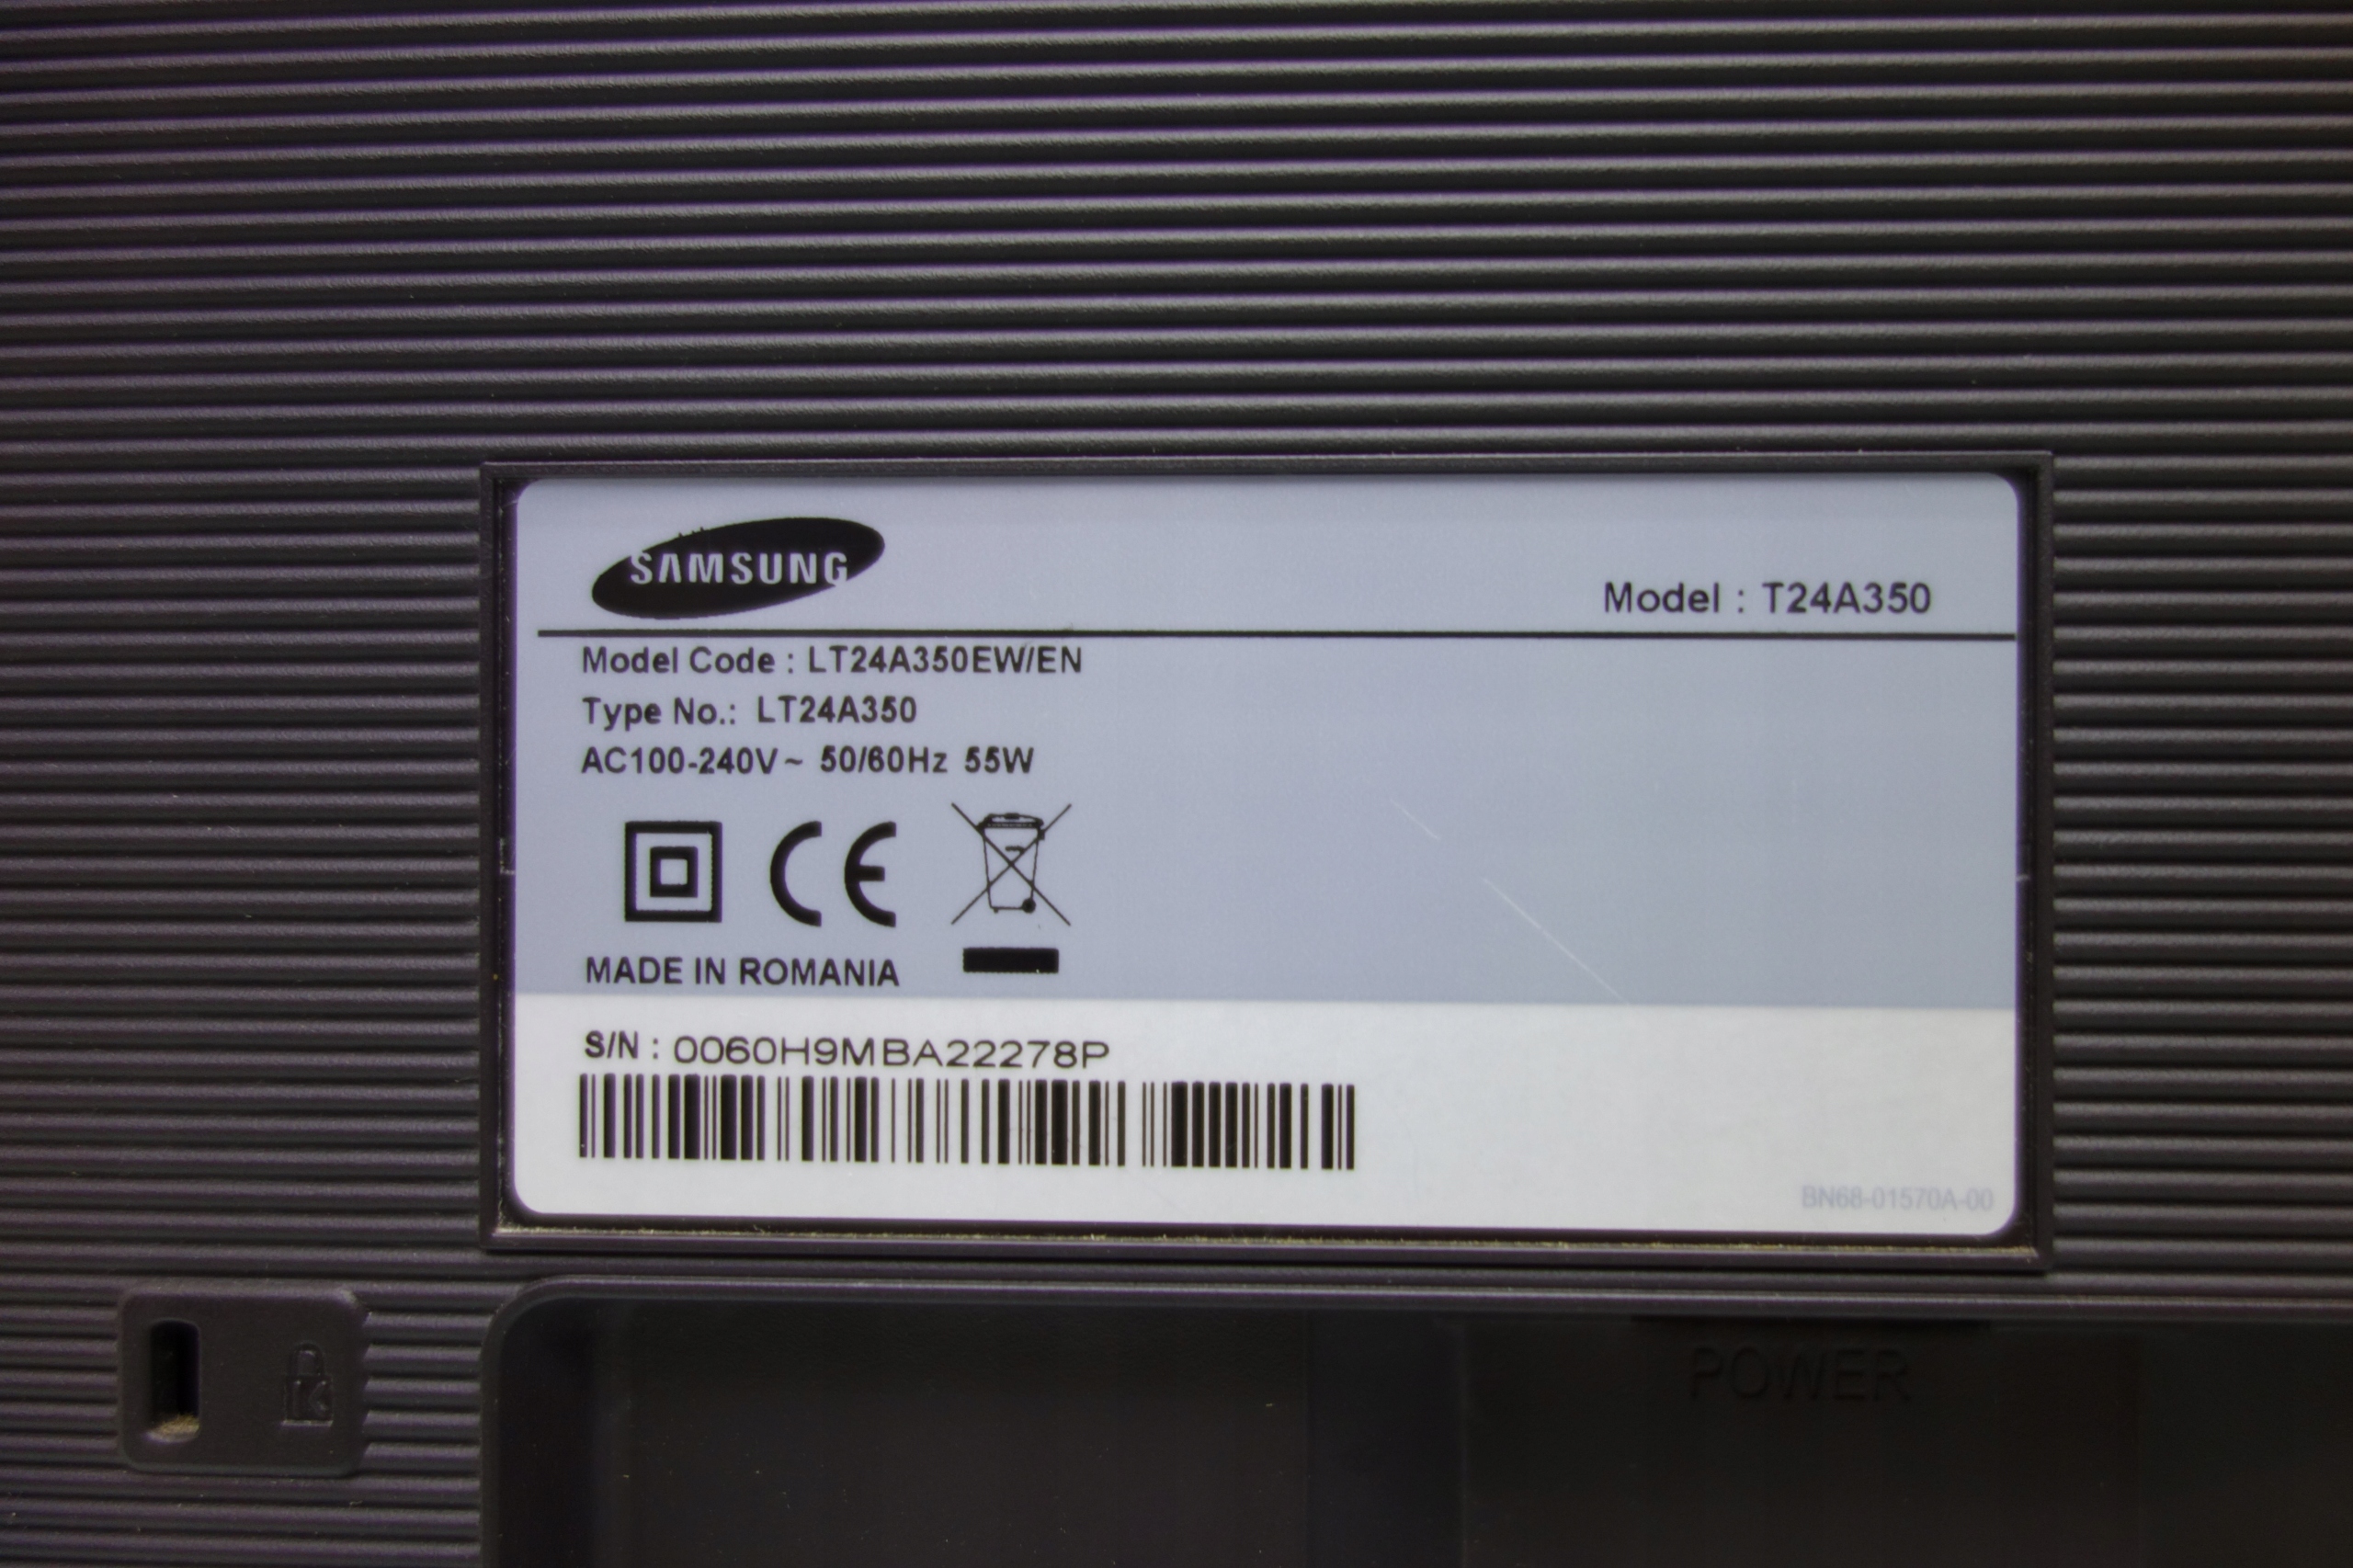 SAMSUNG
Model : T24A350
Model Code : LT24A350EW/EN
Type No.: LT24A350
AC100-240V~ 50/60Hz 55W
CE
MADE IN ROMANIA
S/N : 0060H9MBA22278P
BN68-01570A-00
K
POWER